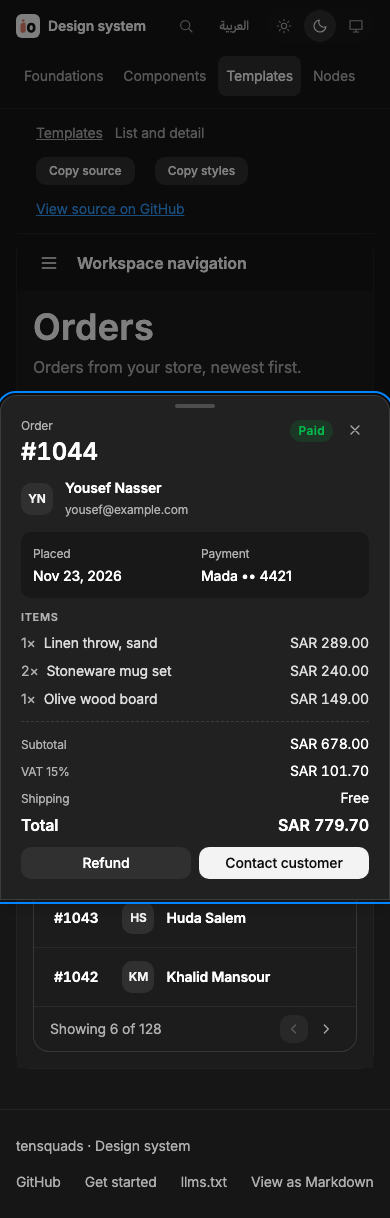 io Design system العربية
Foundations Components Templates Nodes
Templates List and detail
Copy source Copy styles
View source on GitHub
Workspace navigation
Orders
Orders from your store, newest first.
Order
#1044
Paid
YN
Yousef Nasser
yousef@example.com
Placed Payment
Nov 23, 2026 Mada •• 4421
ITEMS
1× Linen throw, sand SAR 289.00
2× Stoneware mug set SAR 240.00
1× Olive wood board SAR 149.00
Subtotal SAR 678.00
VAT 15% SAR 101.70
Shipping Free
Total SAR 779.70
Refund Contact customer
#1043 HS Huda Salem
#1042 KM Khalid Mansour
Showing 6 of 128
tensquads · Design system
GitHub Get started llms.txt View as Markdown